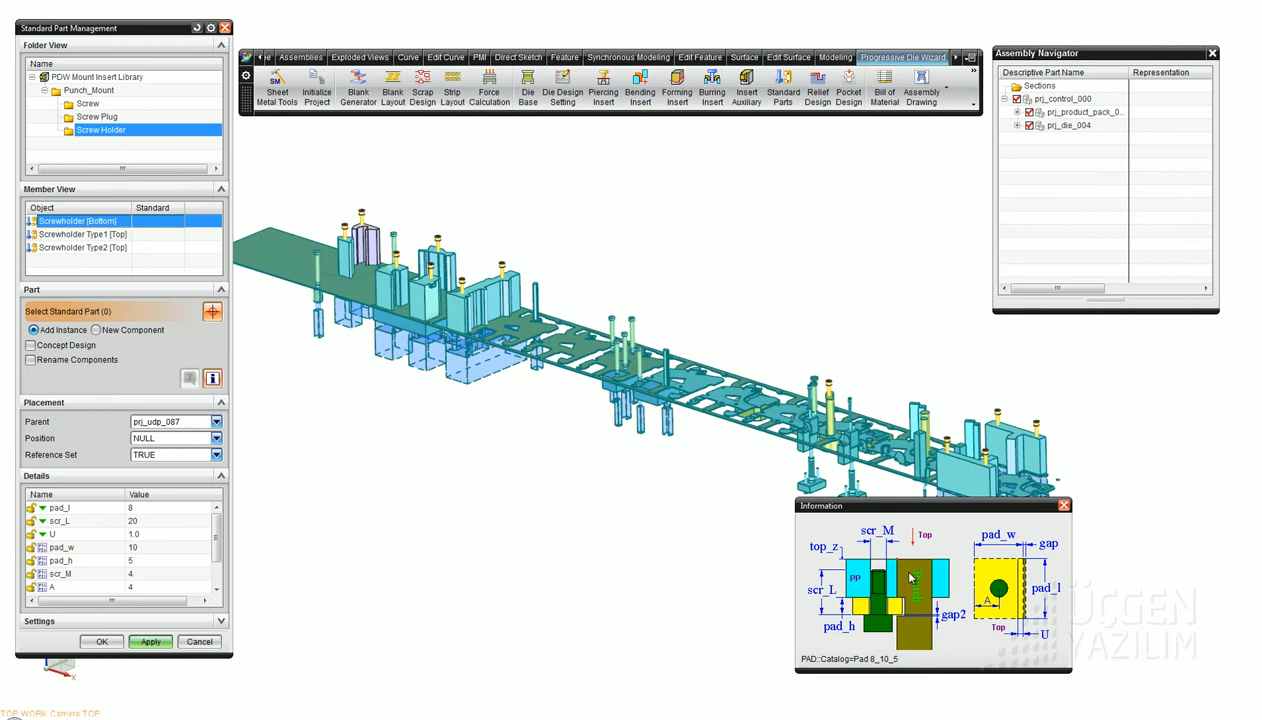 Standard Part Management
Folder View
Name
PDW Mount Insert Library
Punch_Mount
Screw
Screw Plug
Screw Holder
Member View
Object Standard
Screwholder [Bottom]
Screwholder Type1 [Top]
Screwholder Type2 [Top]
Part
Select Standard Part (0)
Add Instance New Component
Concept Design
Rename Components
Placement
Parent prj_udp_087
Position NULL
Reference Set TRUE
Details
Name Value
pad_l 8
scr_L 20
U 1.0
pad_w 10
pad_h 5
scr_M 4
A 4
Settings
OK Apply Cancel
Assemblies Exploded Views Curve Edit Curve PMI Direct Sketch Feature Synchronous Modeling Edit Feature Surface Edit Surface Modeling Progressive Die Wizard
Sheet Metal Tools
Initialize Project
Blank Generator
Blank Layout
Scrap Design
Strip Layout
Force Calculation
Die Base
Die Design Setting
Piercing Insert
Bending Insert
Forming Insert
Burring Insert
Insert Auxiliary
Standard Parts
Relief Design
Pocket Design
Bill of Material
Assembly Drawing
Assembly Navigator
Descriptive Part Name Representation
Sections
prj_control_000
prj_product_pack_0...
prj_die_004
Information
scr_M Top pad_w
top_z gap
pp
scr_L pad_l
A
pad_h gap2
Top U
PAD::Catalog=Pad 8_10_5
ÜÇGEN
YAZILIM
X
TOP WORK Camera TOP